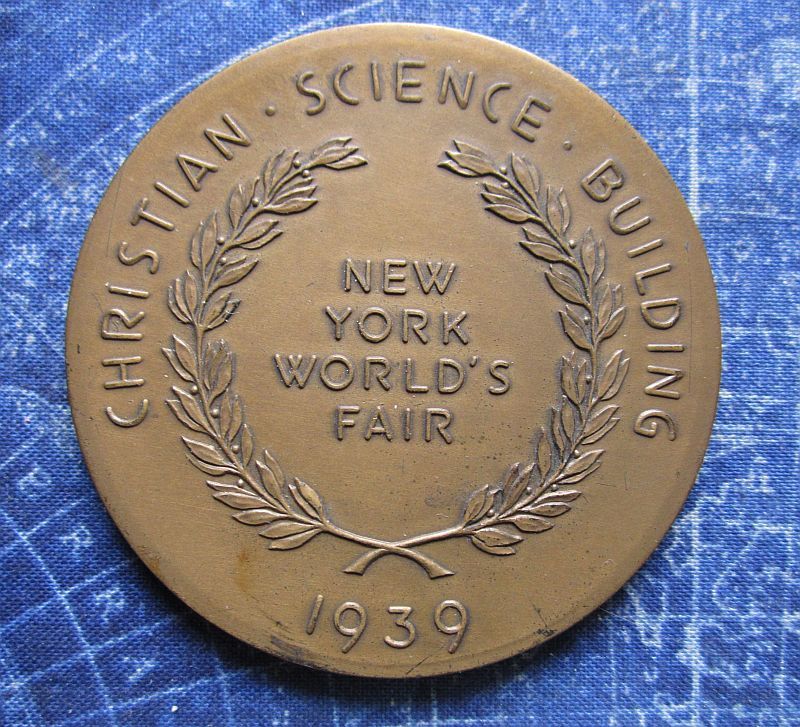 CHRISTIAN · SCIENCE · BUILDING
NEW
YORK
WORLD'S
FAIR
1939